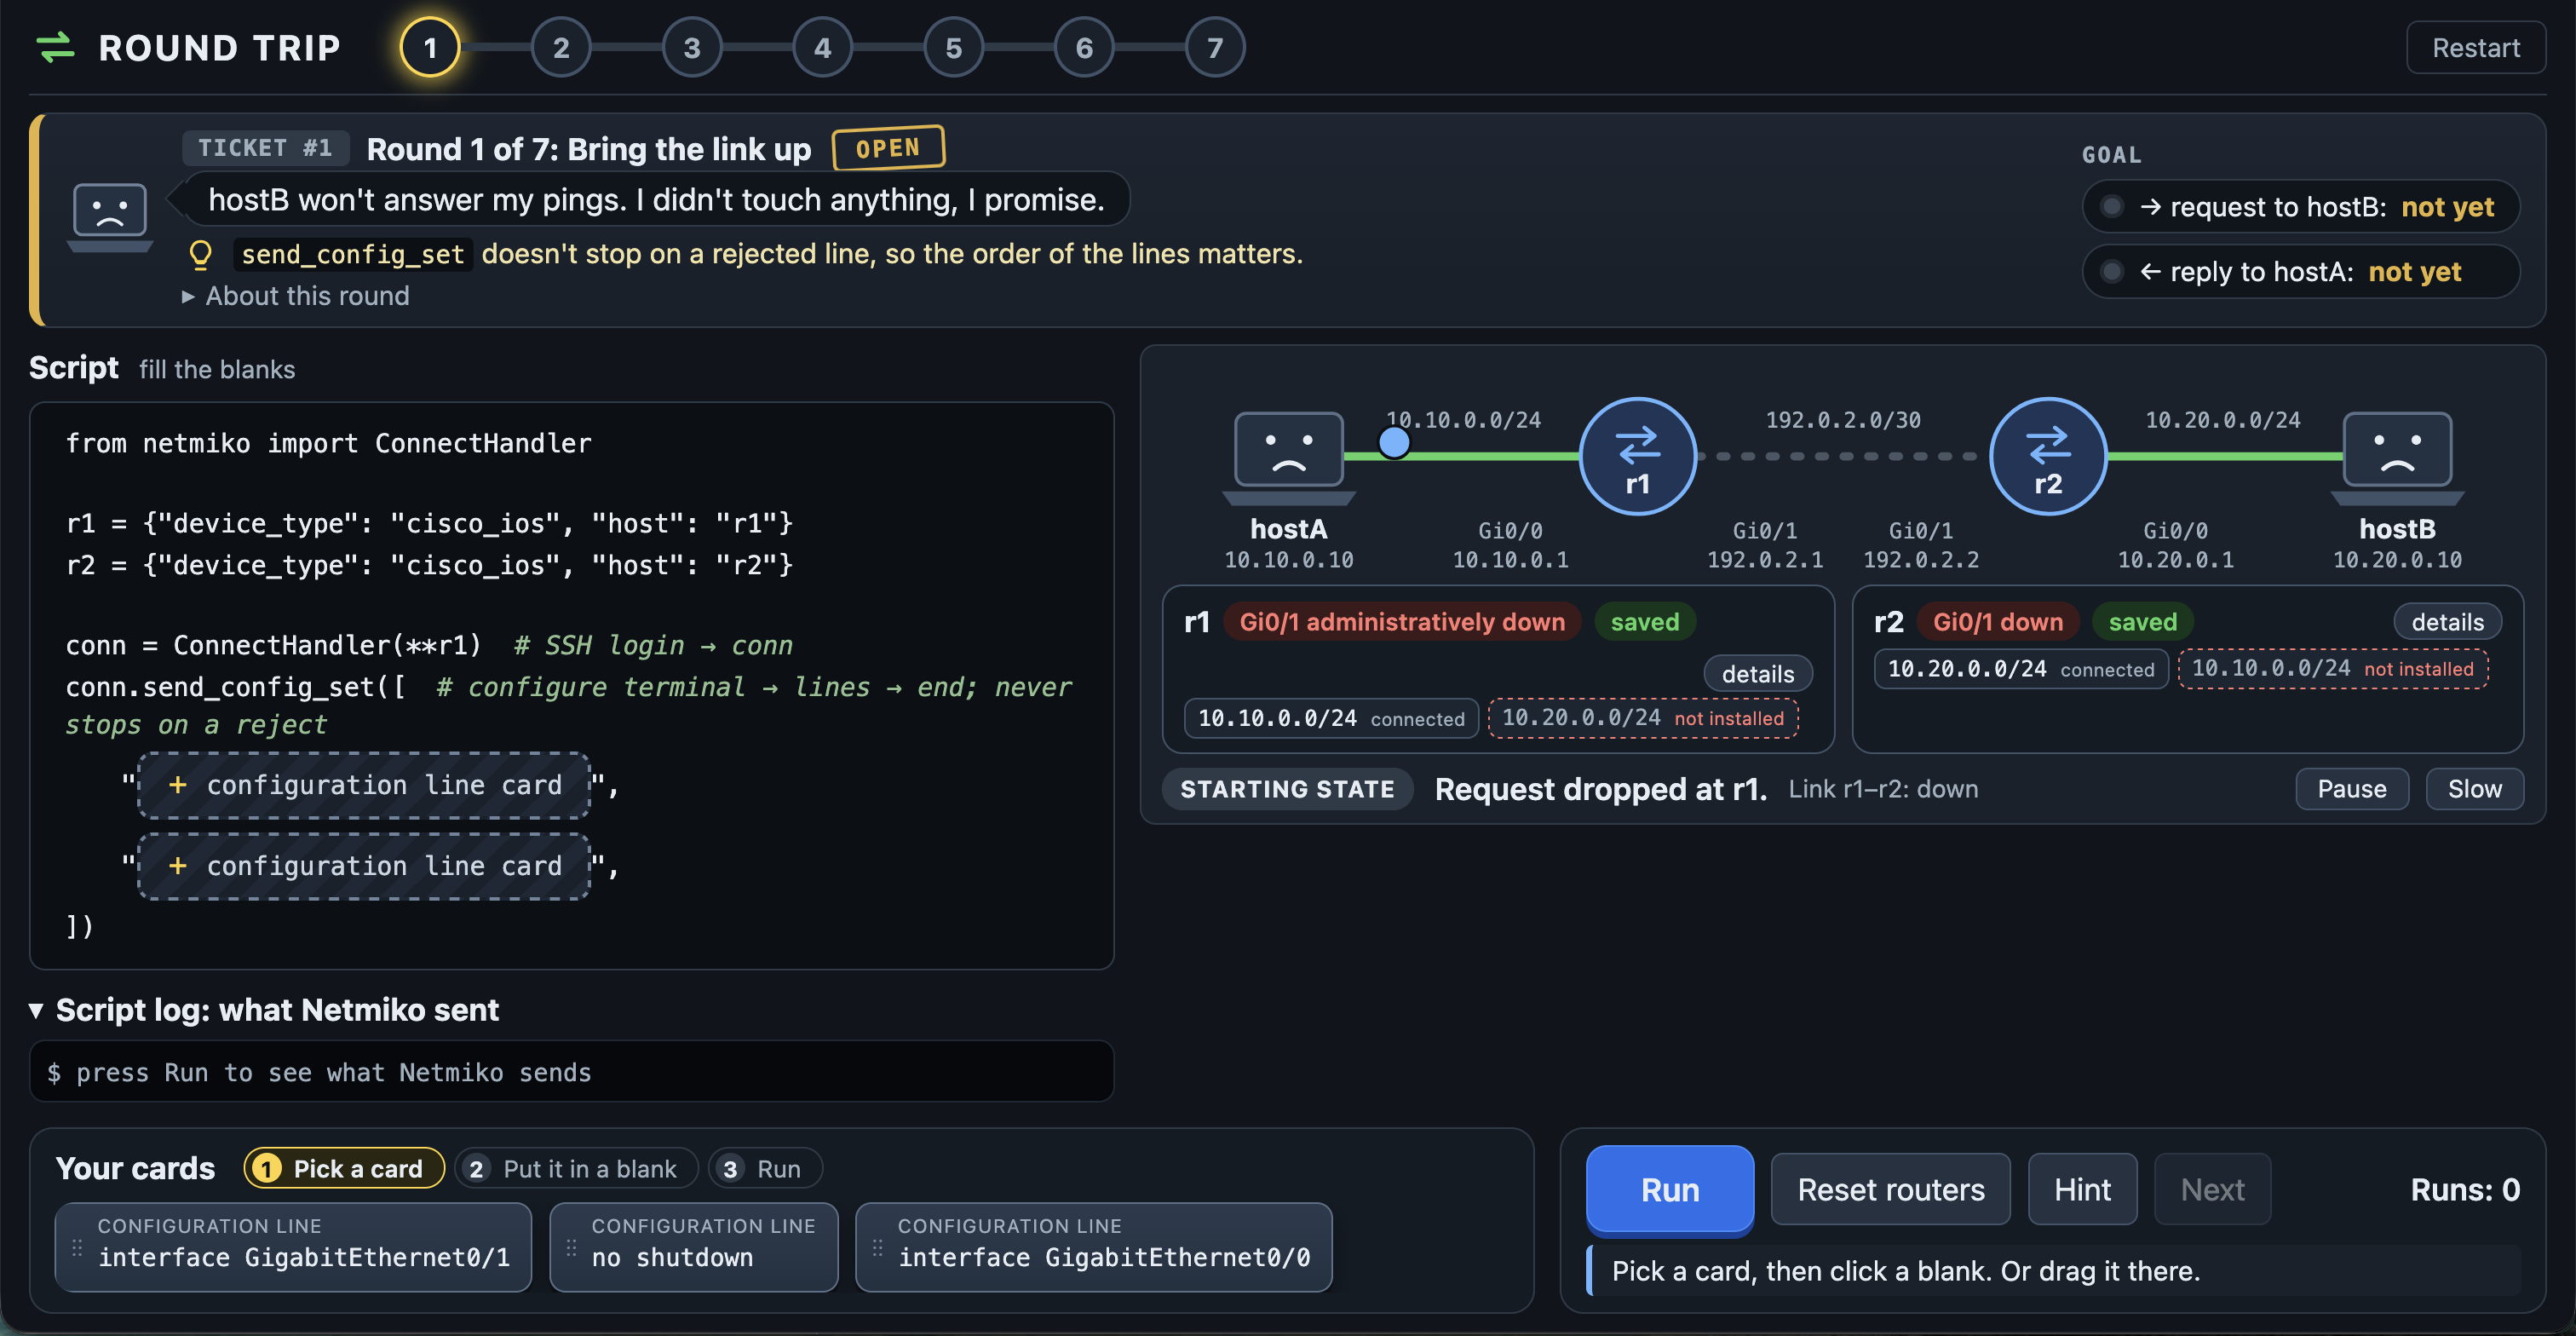 ROUND TRIP
1 2 3 4 5 6 7
Restart
TICKET #1 Round 1 of 7: Bring the link up OPEN
hostB won't answer my pings. I didn't touch anything, I promise.
send_config_set doesn't stop on a rejected line, so the order of the lines matters.
▸ About this round
GOAL
→ request to hostB: not yet
← reply to hostA: not yet
Script fill the blanks
from netmiko import ConnectHandler
r1 = {"device_type": "cisco_ios", "host": "r1"}
r2 = {"device_type": "cisco_ios", "host": "r2"}
conn = ConnectHandler(**r1)  # SSH login → conn
conn.send_config_set([  # configure terminal → lines → end; never
stops on a reject
"+ configuration line card",
"+ configuration line card",
])
10.10.0.0/24 192.0.2.0/30 10.20.0.0/24
r1 r2
hostA Gi0/0 Gi0/1 Gi0/1 Gi0/0 hostB
10.10.0.10 10.10.0.1 192.0.2.1 192.0.2.2 10.20.0.1 10.20.0.10
r1 Gi0/1 administratively down saved
details
10.10.0.0/24 connected 10.20.0.0/24 not installed
r2 Gi0/1 down saved details
10.20.0.0/24 connected 10.10.0.0/24 not installed
STARTING STATE Request dropped at r1. Link r1–r2: down Pause Slow
▾ Script log: what Netmiko sent
$ press Run to see what Netmiko sends
Your cards 1 Pick a card 2 Put it in a blank 3 Run
CONFIGURATION LINE
interface GigabitEthernet0/1
CONFIGURATION LINE
no shutdown
CONFIGURATION LINE
interface GigabitEthernet0/0
Run Reset routers Hint Next Runs: 0
Pick a card, then click a blank. Or drag it there.